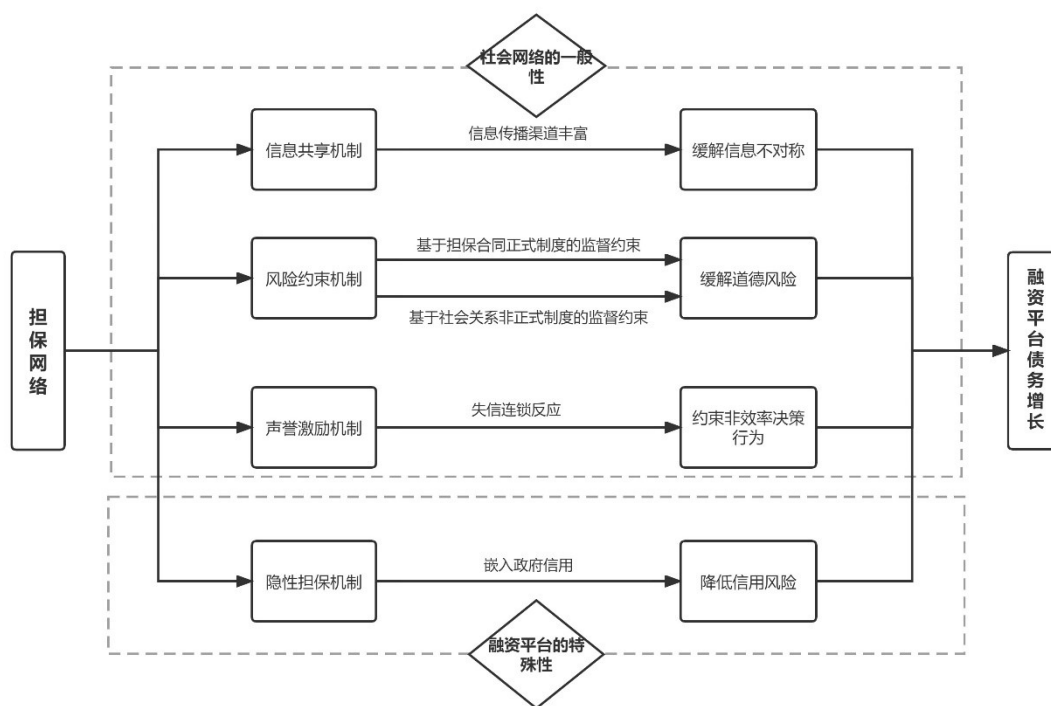 社会网络的一般
性
信息共享机制
信息传播渠道丰富
缓解信息不对称
风险约束机制
基于担保合同正式制度的监督约束
基于社会关系非正式制度的监督约束
缓解道德风险
担保网络
融资平台债务增长
声誉激励机制
失信连锁反应
约束非效率决策
行为
隐性担保机制
嵌入政府信用
降低信用风险
融资平台的特
殊性